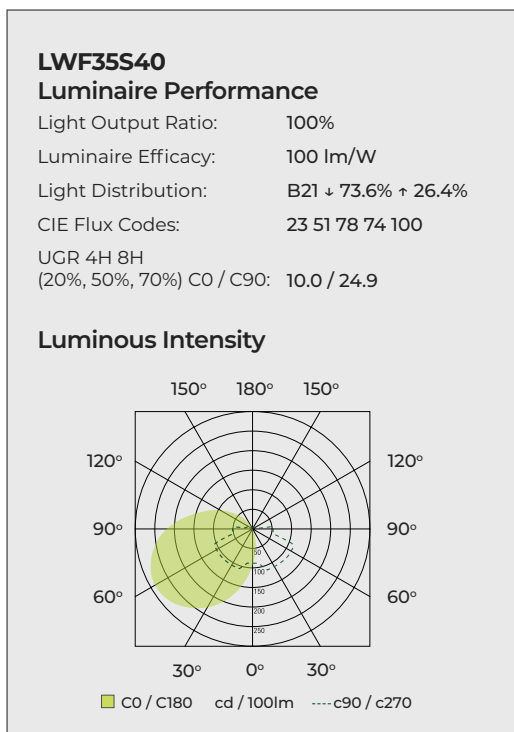 LWF35S40
Luminaire Performance
Light Output Ratio: 100%
Luminaire Efficacy: 100 lm/W
Light Distribution: B21 ↓ 73.6% ↑ 26.4%
CIE Flux Codes: 23 51 78 74 100
UGR 4H 8H
(20%, 50%, 70%) C0 / C90: 10.0 / 24.9
Luminous Intensity
150° 180° 150°
120° 120°
90° 90°
50
100
60° 60°
150
200
250
30° 0° 30°
C0 / C180 cd / 100lm c90 / c270